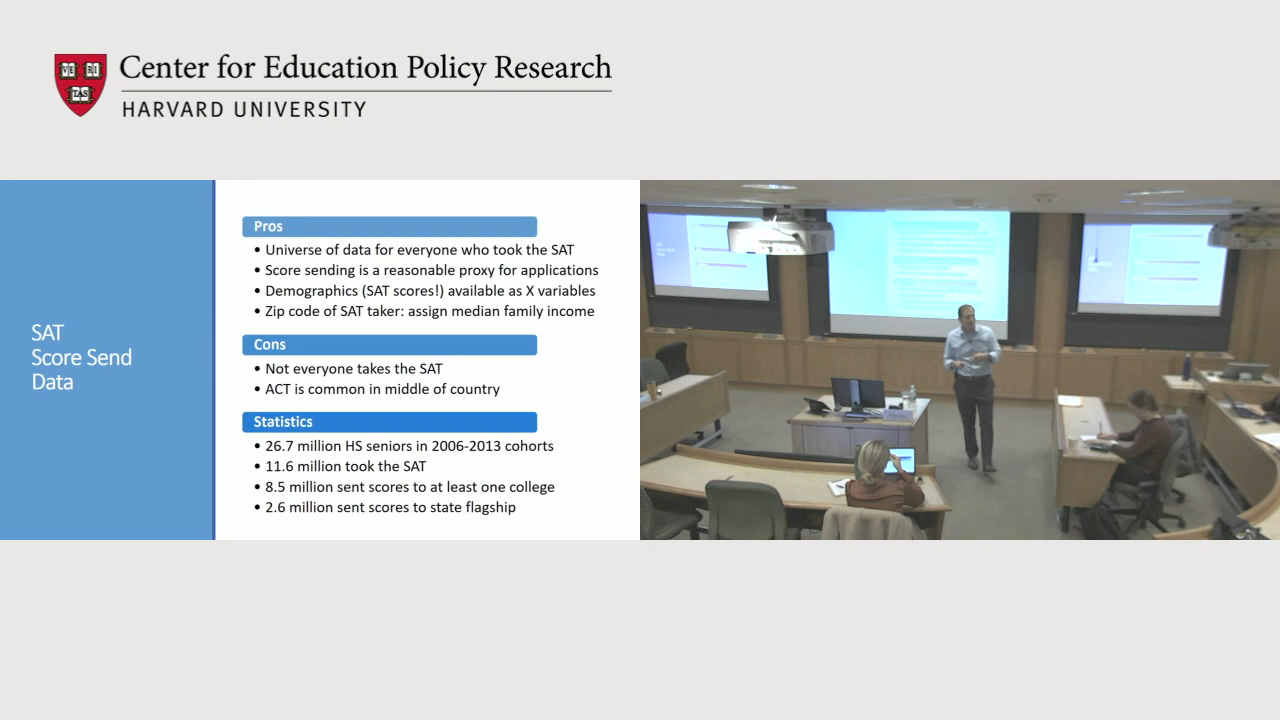 VE RI
TAS
Center for Education Policy Research
HARVARD UNIVERSITY
SAT
Score Send
Data
Pros
• Universe of data for everyone who took the SAT
• Score sending is a reasonable proxy for applications
• Demographics (SAT scores!) available as X variables
• Zip code of SAT taker: assign median family income
Cons
• Not everyone takes the SAT
• ACT is common in middle of country
Statistics
• 26.7 million HS seniors in 2006-2013 cohorts
• 11.6 million took the SAT
• 8.5 million sent scores to at least one college
• 2.6 million sent scores to state flagship